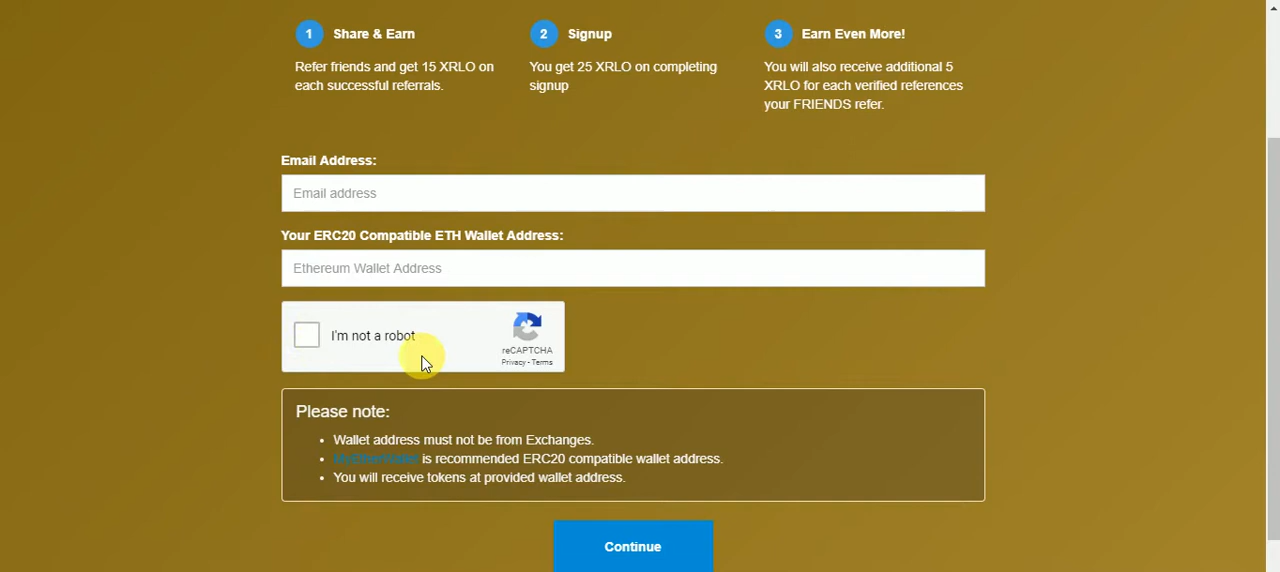 1 Share & Earn
Refer friends and get 15 XRLO on
each successful referrals.
2 Signup
You get 25 XRLO on completing
signup
3 Earn Even More!
You will also receive additional 5
XRLO for each verified references
your FRIENDS refer.
Email Address:
Email address
Your ERC20 Compatible ETH Wallet Address:
Ethereum Wallet Address
I'm not a robot
reCAPTCHA
Privacy - Terms
Please note:
• Wallet address must not be from Exchanges.
• MyEtherWallet is recommended ERC20 compatible wallet address.
• You will receive tokens at provided wallet address.
Continue